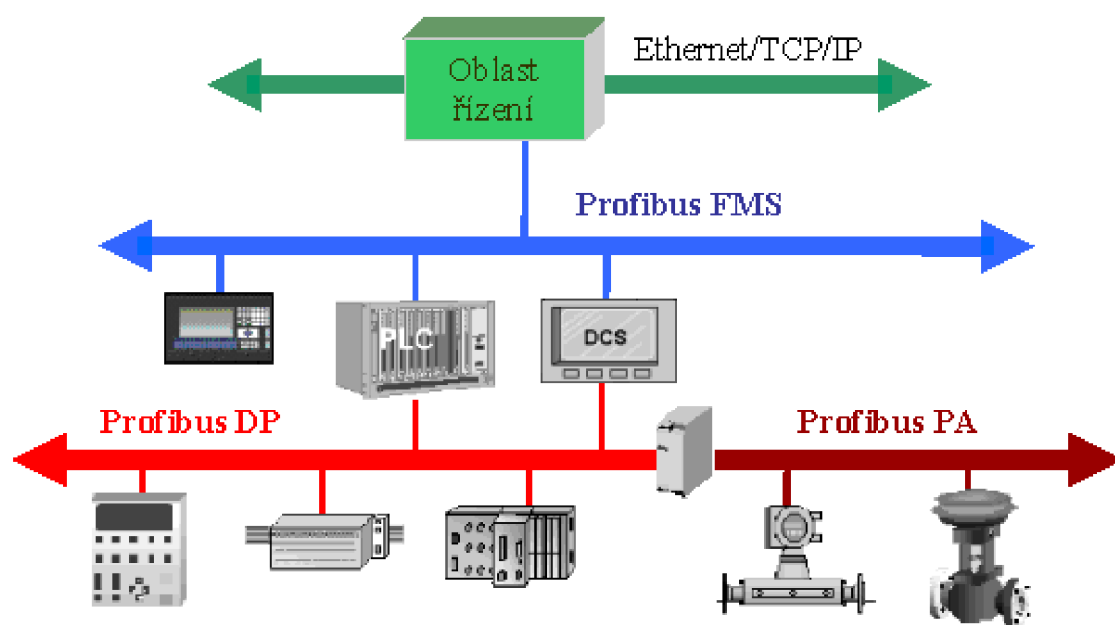 Ethernet/TCP/IP
Oblast
řízení
Profibus FMS
PLC
DCS
Profibus DP
Profibus PA